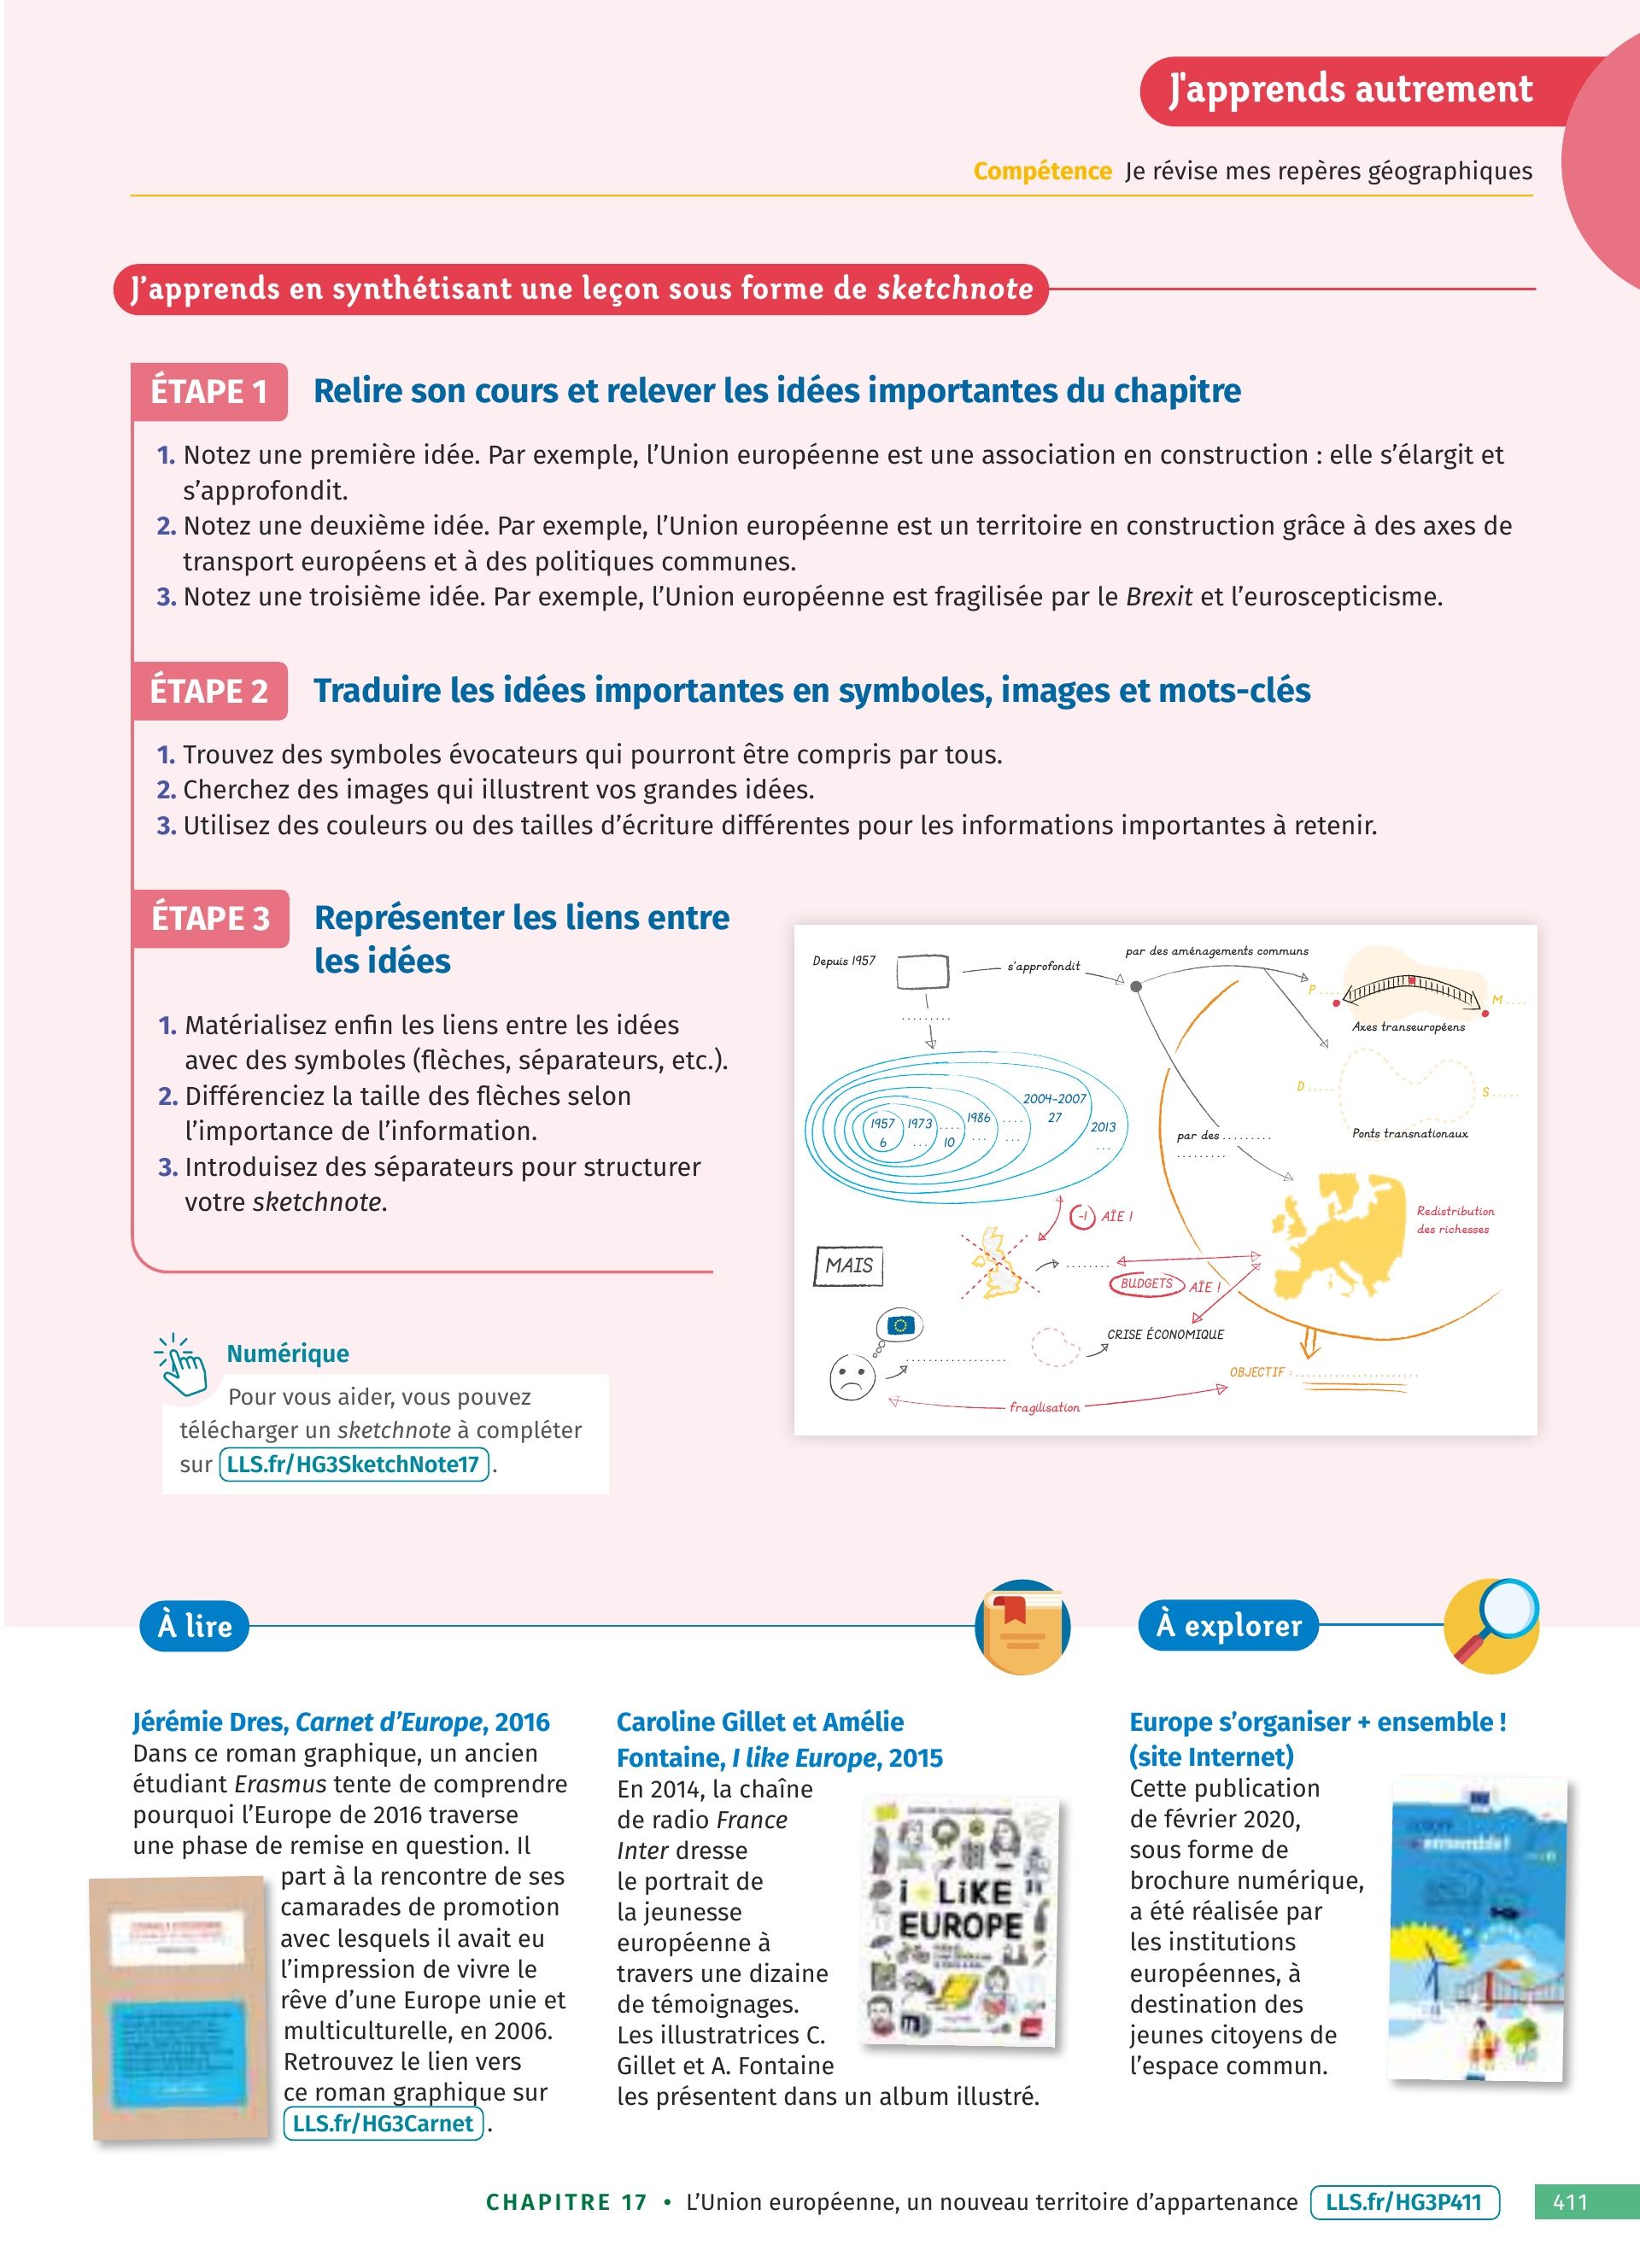 J'apprends autrement
Compétence Je révise mes repères géographiques
J’apprends en synthétisant une leçon sous forme de sketchnote
ÉTAPE 1 Relire son cours et relever les idées importantes du chapitre
1. Notez une première idée. Par exemple, l’Union européenne est une association en construction : elle s’élargit et
s’approfondit.
2. Notez une deuxième idée. Par exemple, l’Union européenne est un territoire en construction grâce à des axes de
transport européens et à des politiques communes.
3. Notez une troisième idée. Par exemple, l’Union européenne est fragilisée par le Brexit et l’euroscepticisme.
ÉTAPE 2 Traduire les idées importantes en symboles, images et mots-clés
1. Trouvez des symboles évocateurs qui pourront être compris par tous.
2. Cherchez des images qui illustrent vos grandes idées.
3. Utilisez des couleurs ou des tailles d’écriture différentes pour les informations importantes à retenir.
ÉTAPE 3 Représenter les liens entre
les idées
1. Matérialisez enfin les liens entre les idées
avec des symboles (flèches, séparateurs, etc.).
2. Différenciez la taille des flèches selon
l’importance de l’information.
3. Introduisez des séparateurs pour structurer
votre sketchnote.
Depuis 1957
s'approfondit
par des aménagements communs
.........
P ....
M ....
Axes transeuropéens
D .....
S .....
Ponts transnationaux
1957
6
1973
...
....
10
1986
...
....
...
2004-2007
27
2013
...
par des .........
.........
Redistribution
des richesses
-1 AÏE !
MAIS
........
BUDGETS AÏE !
CRISE ÉCONOMIQUE
..................
OBJECTIF : ......................
fragilisation
Numérique
Pour vous aider, vous pouvez
télécharger un sketchnote à compléter
sur LLS.fr/HG3SketchNote17 .
À lire
Jérémie Dres, Carnet d’Europe, 2016
Dans ce roman graphique, un ancien
étudiant Erasmus tente de comprendre
pourquoi l’Europe de 2016 traverse
une phase de remise en question. Il
part à la rencontre de ses
camarades de promotion
avec lesquels il avait eu
l’impression de vivre le
rêve d’une Europe unie et
multiculturelle, en 2006.
Retrouvez le lien vers
ce roman graphique sur
LLS.fr/HG3Carnet .
Caroline Gillet et Amélie
Fontaine, I like Europe, 2015
En 2014, la chaîne
de radio France
Inter dresse
le portrait de
la jeunesse
européenne à
travers une dizaine
de témoignages.
Les illustratrices C.
Gillet et A. Fontaine
les présentent dans un album illustré.
i LiKE
EUROPE
À explorer
Europe s’organiser + ensemble !
(site Internet)
Cette publication
de février 2020,
sous forme de
brochure numérique,
a été réalisée par
les institutions
européennes, à
destination des
jeunes citoyens de
l’espace commun.
ensemble !
CHAPITRE 17 • L’Union européenne, un nouveau territoire d’appartenance LLS.fr/HG3P411 411